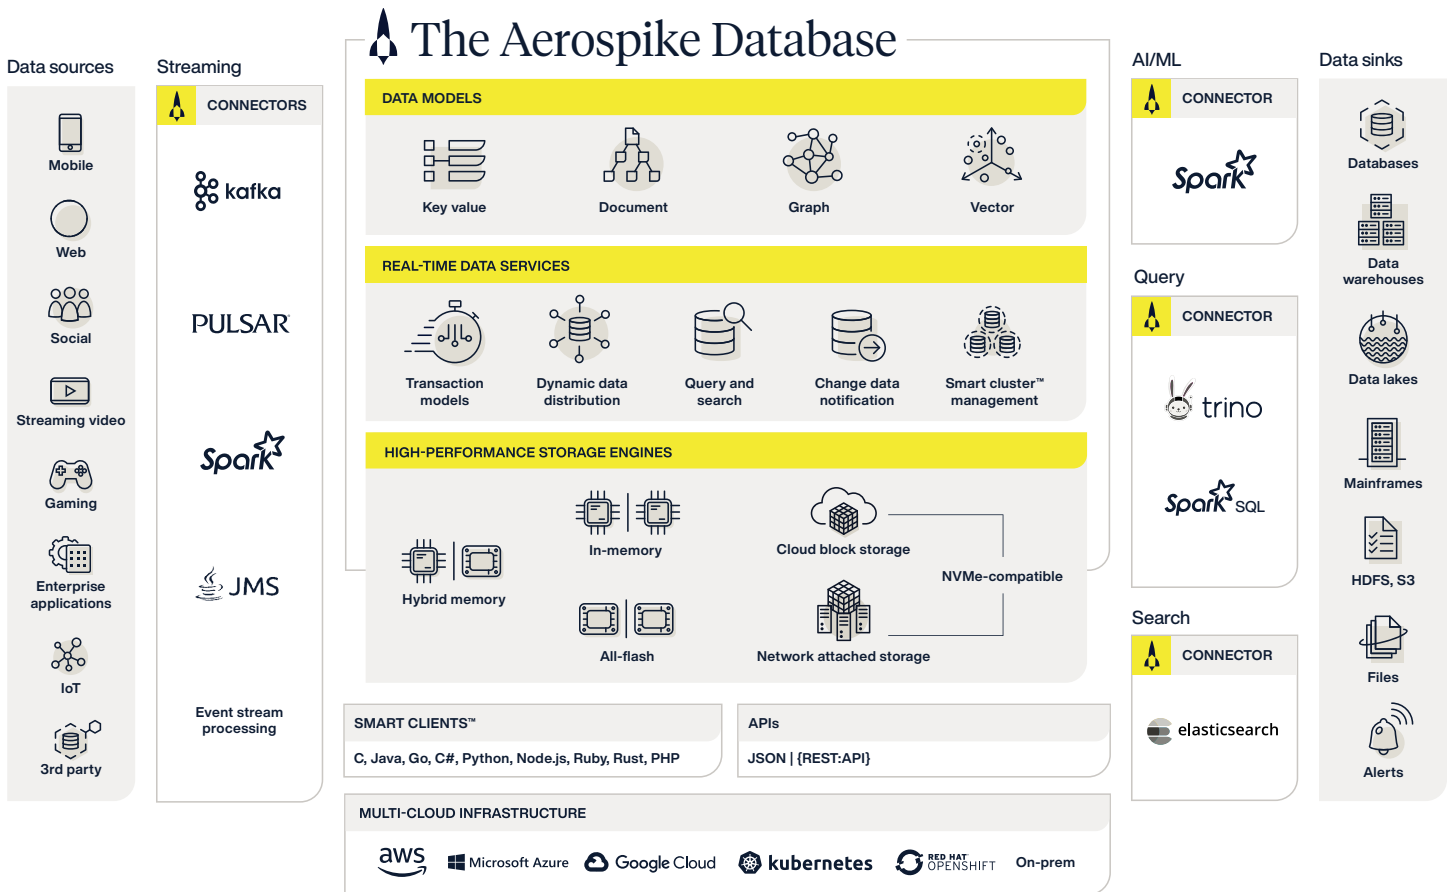 The Aerospike Database
Data sources
Mobile
Web
Social
Streaming video
Gaming
Enterprise
applications
IoT
3rd party
Streaming
CONNECTORS
kafka
PULSAR
Spark
JMS
Event stream
processing
DATA MODELS
Key value
Document
Graph
Vector
REAL-TIME DATA SERVICES
Transaction
models
Dynamic data
distribution
Query and
search
Change data
notification
Smart cluster™
management
HIGH-PERFORMANCE STORAGE ENGINES
Hybrid memory
In-memory
All-flash
Cloud block storage
Network attached storage
NVMe-compatible
SMART CLIENTS™
C, Java, Go, C#, Python, Node.js, Ruby, Rust, PHP
APIs
JSON | {REST:API}
MULTI-CLOUD INFRASTRUCTURE
aws
Microsoft Azure
Google Cloud
kubernetes
RED HAT
OPENSHIFT
On-prem
AI/ML
CONNECTOR
Spark
Query
CONNECTOR
trino
Spark SQL
Search
CONNECTOR
elasticsearch
Data sinks
Databases
Data
warehouses
Data lakes
Mainframes
HDFS, S3
Files
Alerts